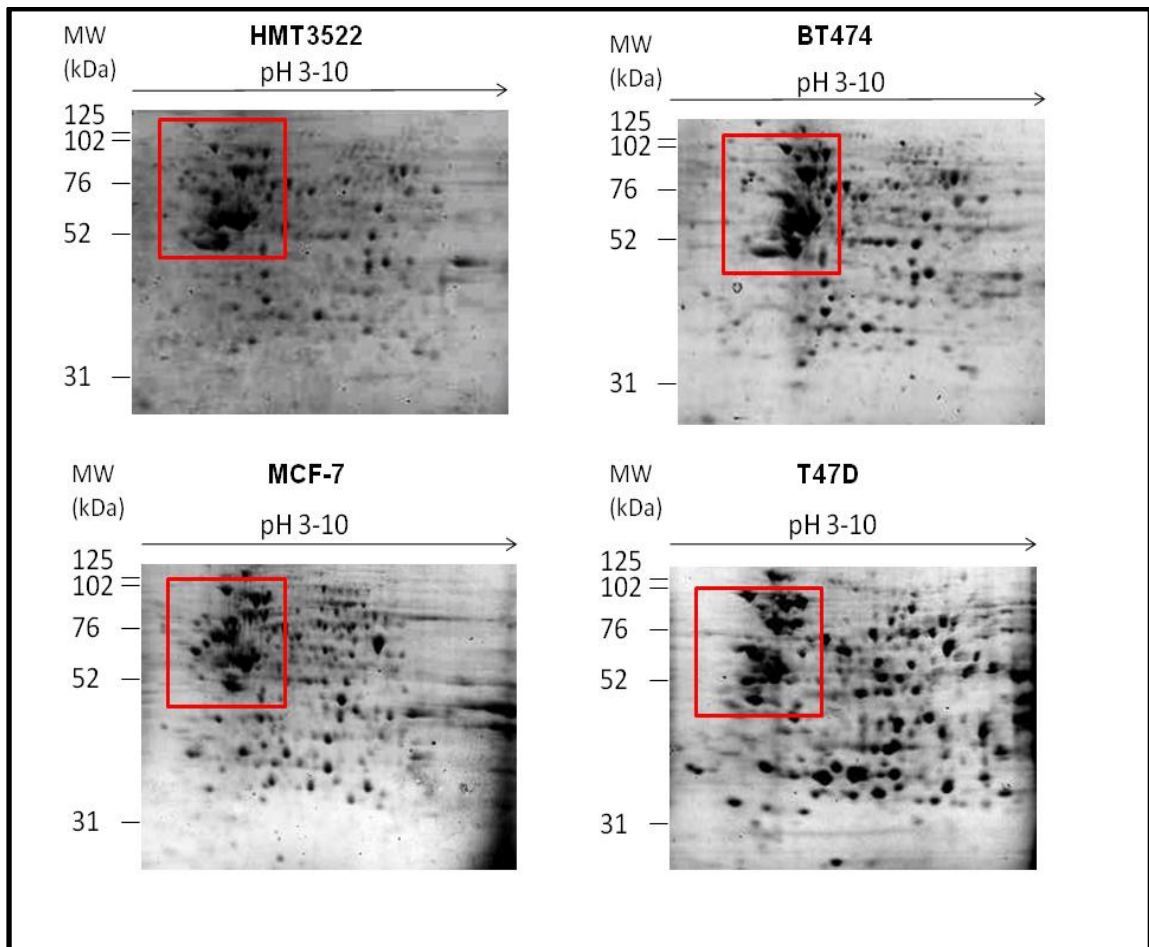 HMT3522
MW
(kDa)
pH 3-10
125
102
76
52
31
BT474
MW
(kDa)
pH 3-10
125
102
76
52
31
MCF-7
MW
(kDa)
pH 3-10
125
102
76
52
31
T47D
MW
(kDa)
pH 3-10
125
102
76
52
31